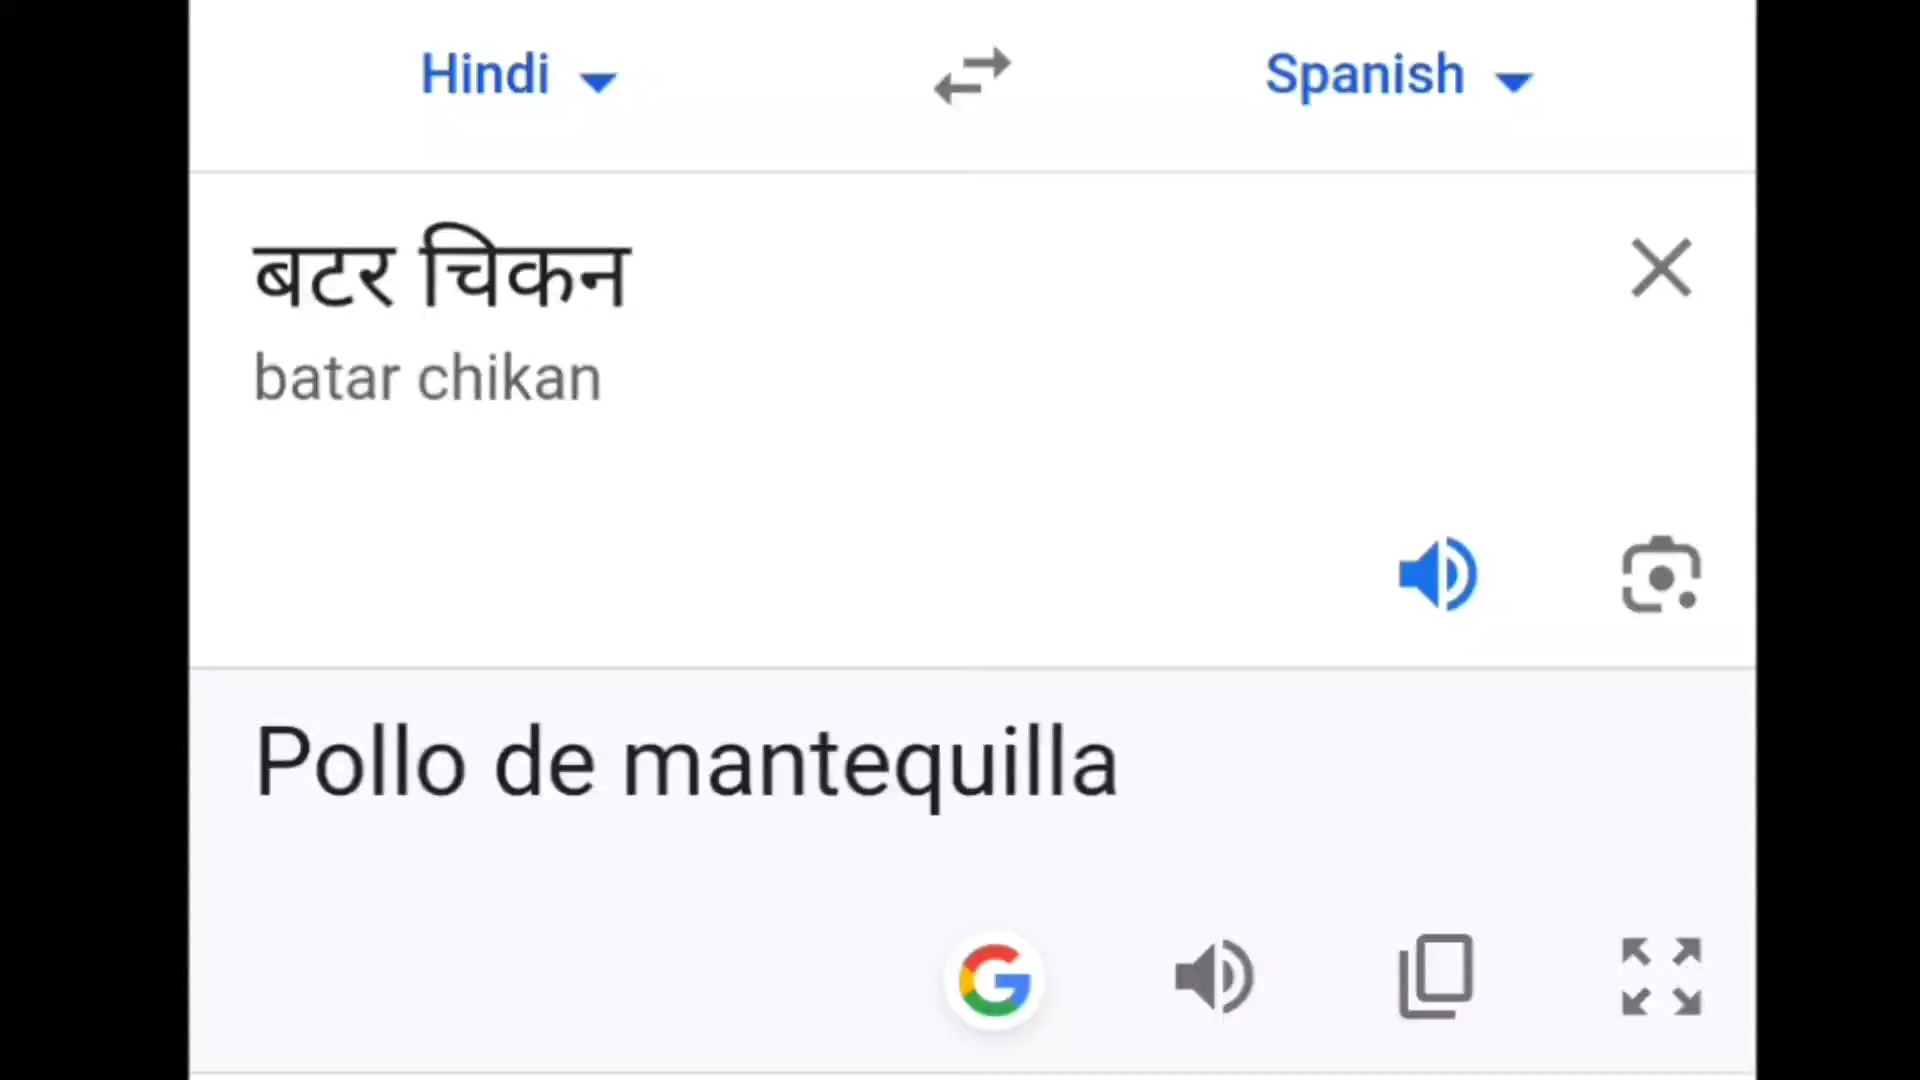 Hindi
Spanish
बटर चिकन
batar chikan
Pollo de mantequilla